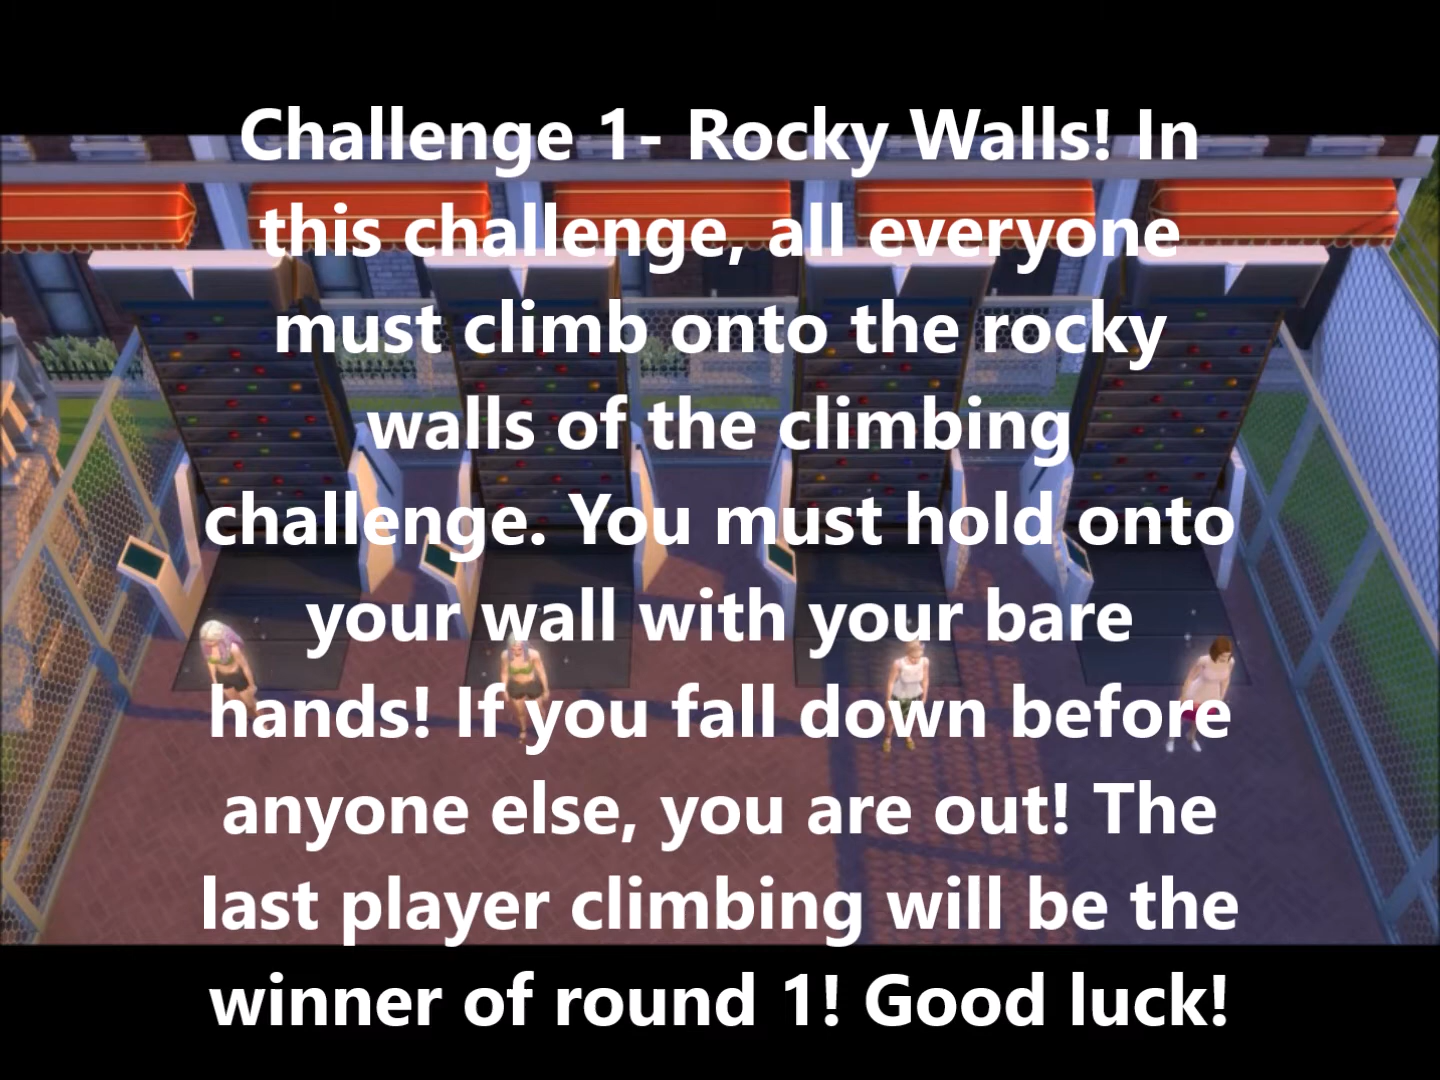 Challenge 1- Rocky Walls! In
this challenge, all everyone
must climb onto the rocky
walls of the climbing
challenge. You must hold onto
your wall with your bare
hands! If you fall down before
anyone else, you are out! The
last player climbing will be the
winner of round 1! Good luck!